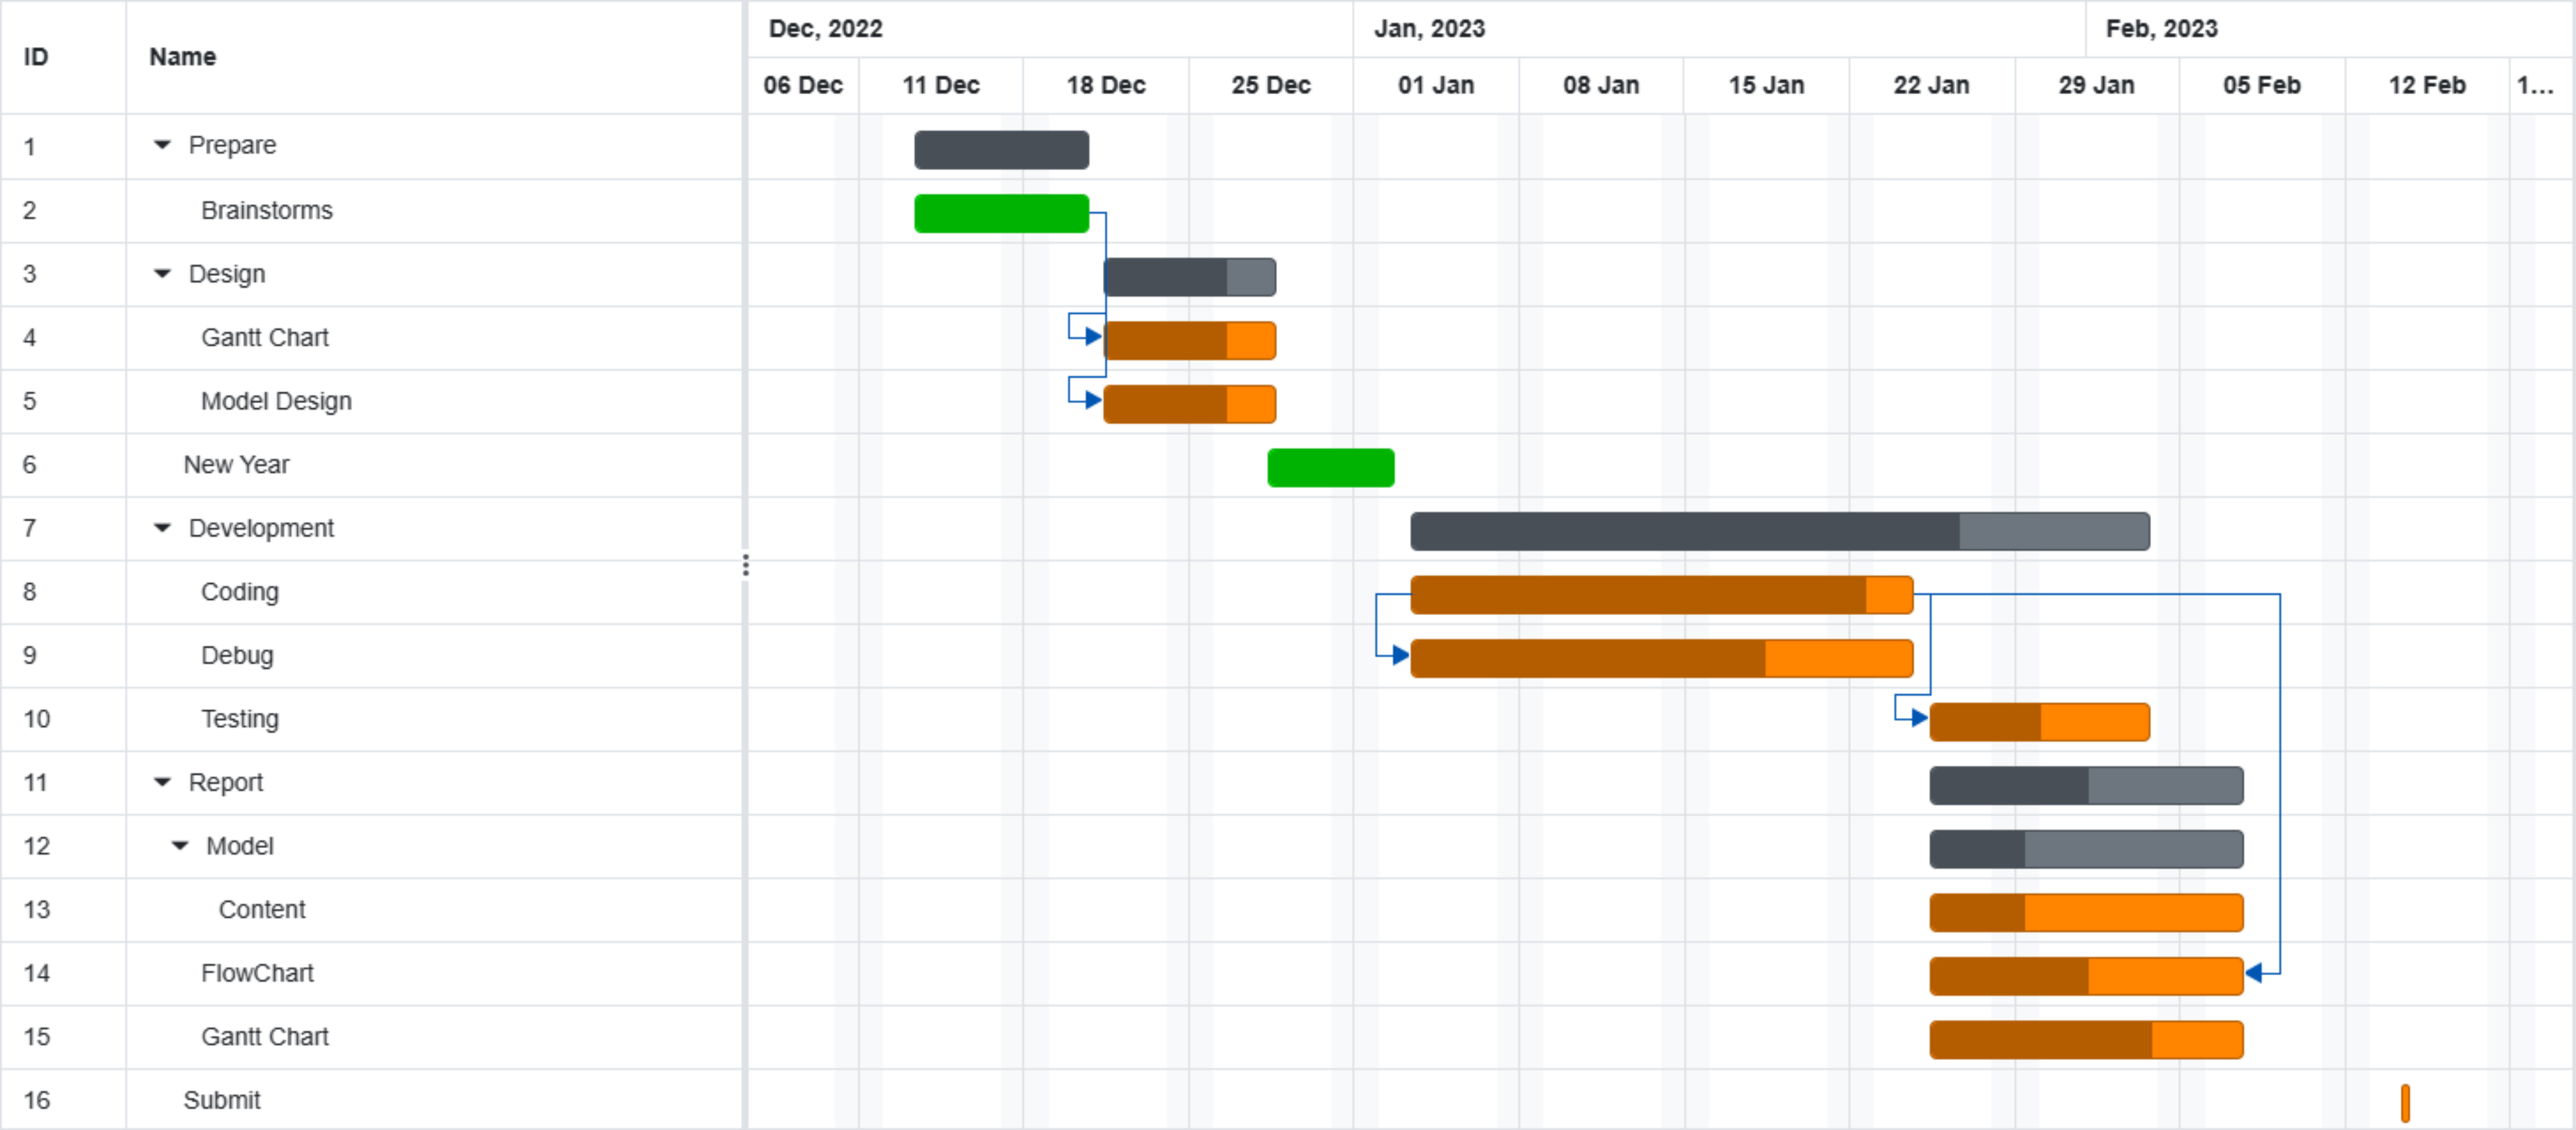 ID Name Dec, 2022 Jan, 2023 Feb, 2023
06 Dec 11 Dec 18 Dec 25 Dec 01 Jan 08 Jan 15 Jan 22 Jan 29 Jan 05 Feb 12 Feb 1...
1 Prepare
2 Brainstorms
3 Design
4 Gantt Chart
5 Model Design
6 New Year
7 Development
8 Coding
9 Debug
10 Testing
11 Report
12 Model
13 Content
14 FlowChart
15 Gantt Chart
16 Submit